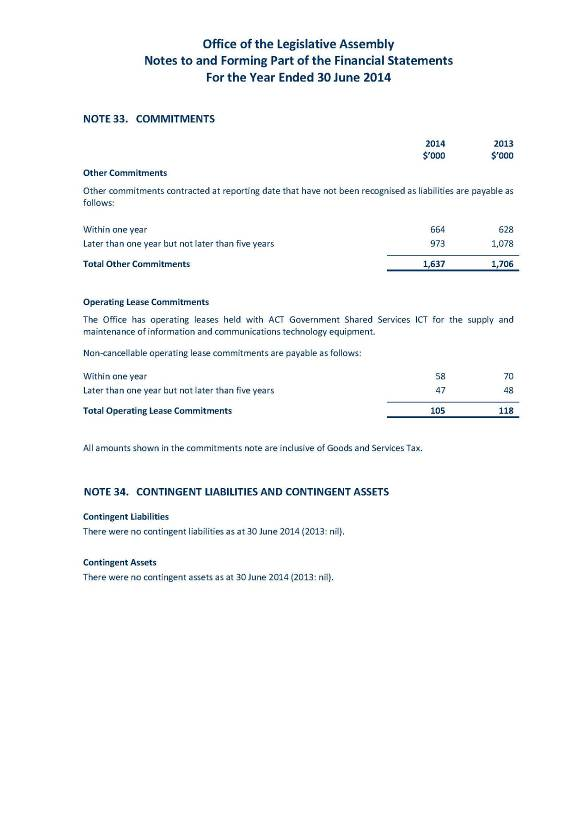 Office of the Legislative Assembly
Notes to and Forming Part of the Financial Statements
For the Year Ended 30 June 2014
NOTE 33. COMMITMENTS
2014 2013
$’000 $’000
Other Commitments
Other commitments contracted at reporting date that have not been recognised as liabilities are payable as
follows:
Within one year 664 628
Later than one year but not later than five years 973 1,078
Total Other Commitments 1,637 1,706
Operating Lease Commitments
The Office has operating leases held with ACT Government Shared Services ICT for the supply and
maintenance of information and communications technology equipment.
Non-cancellable operating lease commitments are payable as follows:
Within one year 58 70
Later than one year but not later than five years 47 48
Total Operating Lease Commitments 105 118
All amounts shown in the commitments note are inclusive of Goods and Services Tax.
NOTE 34. CONTINGENT LIABILITIES AND CONTINGENT ASSETS
Contingent Liabilities
There were no contingent liabilities as at 30 June 2014 (2013: nil).
Contingent Assets
There were no contingent assets as at 30 June 2014 (2013: nil).